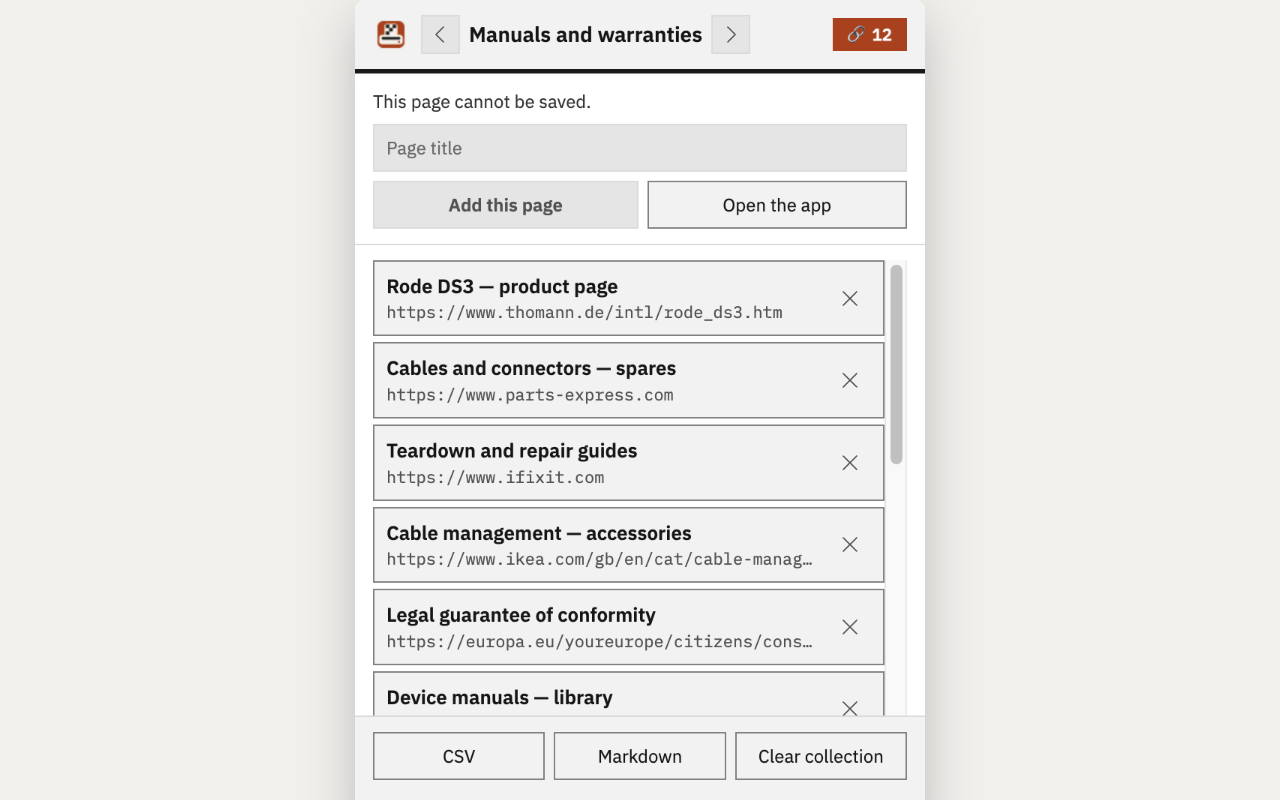 Manuals and warranties
🔗 12
This page cannot be saved.
Page title
Add this page
Open the app
Rode DS3 — product page
https://www.thomann.de/intl/rode_ds3.htm
Cables and connectors — spares
https://www.parts-express.com
Teardown and repair guides
https://www.ifixit.com
Cable management — accessories
https://www.ikea.com/gb/en/cat/cable-manag…
Legal guarantee of conformity
https://europa.eu/youreurope/citizens/cons…
Device manuals — library
CSV
Markdown
Clear collection